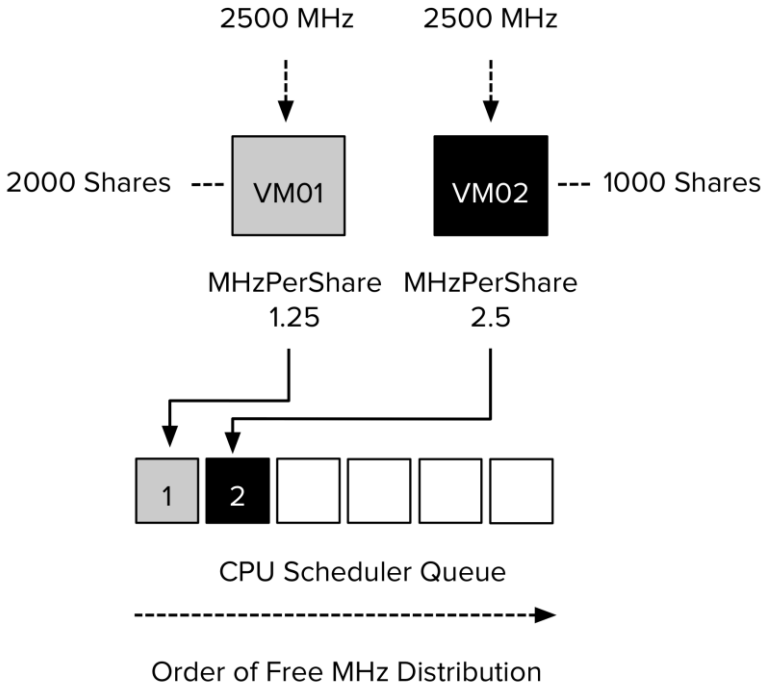 2500 MHz
2500 MHz
2000 Shares
VM01
VM02
1000 Shares
MHzPerShare
1.25
MHzPerShare
2.5
1
2
CPU Scheduler Queue
Order of Free MHz Distribution